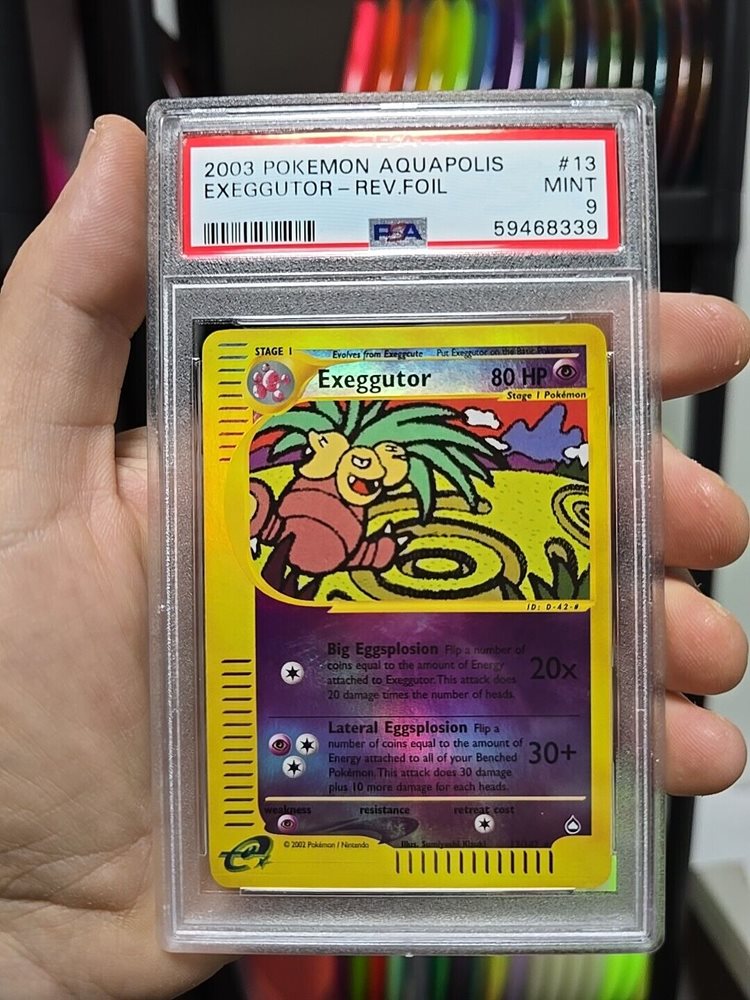 2003 POKEMON AQUAPOLIS #13
EXEGGUTOR - REV.FOIL MINT
9
PSA 59468339
STAGE 1 Evolves from Exeggcute Put Exeggutor on the Basic Pokémon
Exeggutor 80 HP
Stage 1 Pokémon
ID: D-42-#
Big Eggsplosion Flip a number of
coins equal to the amount of Energy
attached to Exeggutor. This attack does
20 damage times the number of heads.
20x
Lateral Eggsplosion Flip a
number of coins equal to the amount of
Energy attached to all of your Benched
Pokémon. This attack does 30 damage
plus 10 more damage for each heads.
30+
weakness resistance retreat cost
e
© 2002 Pokémon / Nintendo Illus. Sumiyoshi Kizuki